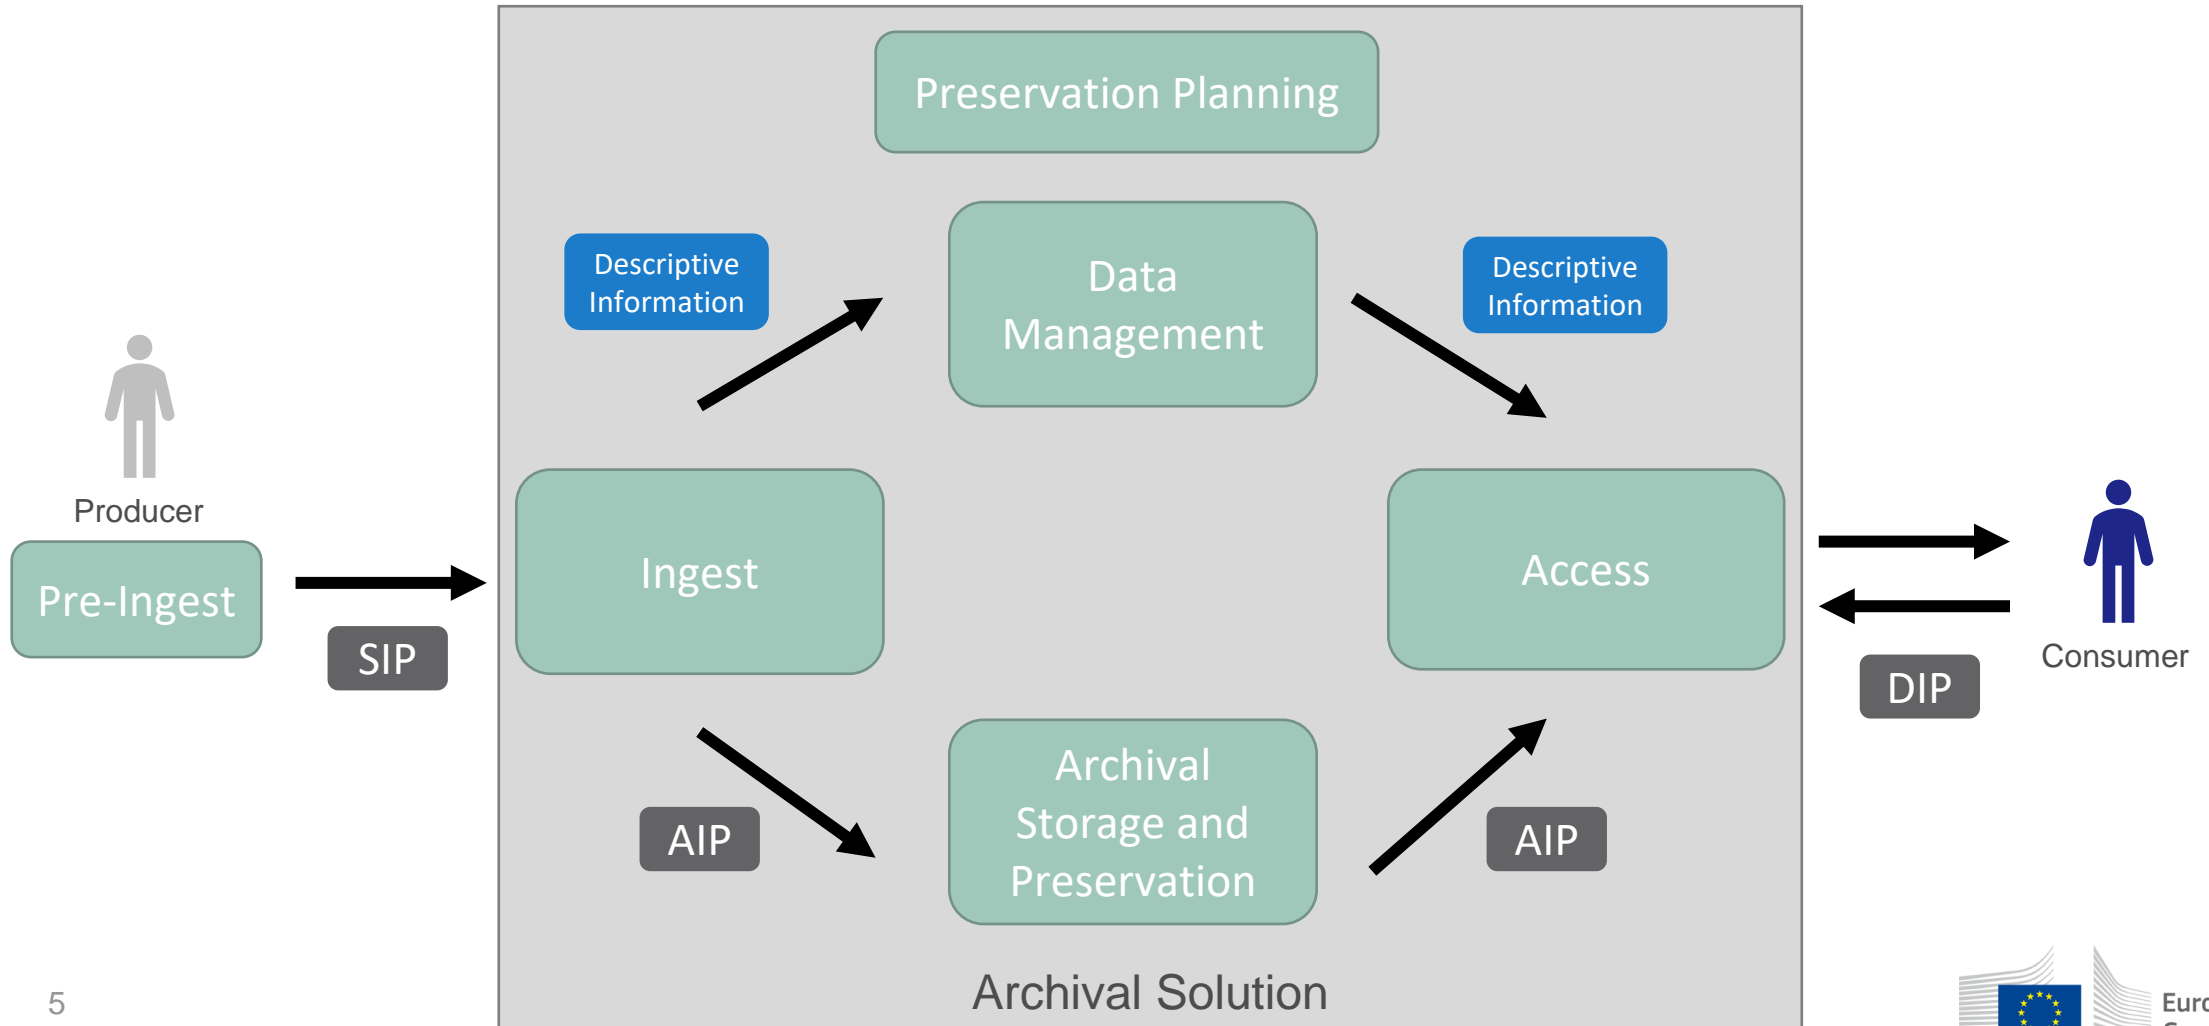 Preservation Planning
Descriptive
Information
Data
Management
Descriptive
Information
Producer
Pre-Ingest
SIP
Ingest
Access
Consumer
DIP
AIP
Archival
Storage and
Preservation
AIP
Archival Solution
5